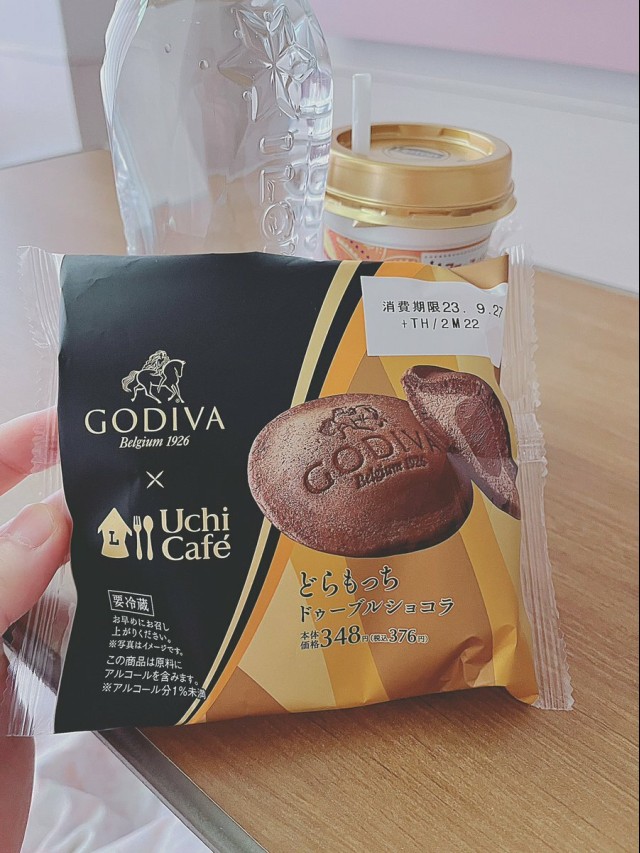 消費期限23. 9.27
+TH/2M22
GODIVA
Belgium 1926
×
L
Uchi
Café
GODIVA
Belgium 1926
どらもっち
ドゥーブルショコラ
本体
価格348円(税込376円)
要冷蔵
お早めにお召し
上がりください。
※写真はイメージです。
この商品は原料に
アルコールを含みます。
※アルコール分1%未満